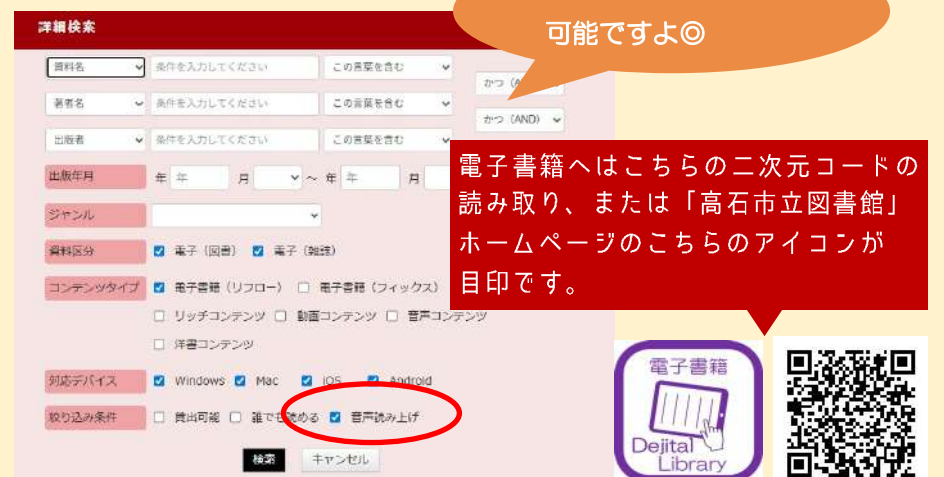 詳細検索
可能ですよ◎
資料名 条件を入力してください この言葉を含む
かつ
著者名 条件を入力してください この言葉を含む
かつ (AND)
出版者 条件を入力してください この言葉を含む
出版年月 年 年 月 ～ 年 年 月
電子書籍へはこちらの二次元コードの
読み取り、または「高石市立図書館」
ホームページのこちらのアイコンが
目印です。
ジャンル
資料区分 電子（図書） 電子（雑誌）
コンテンツタイプ 電子書籍（リフロー） 電子書籍（フィックス）
リッチコンテンツ 動画コンテンツ 音声コンテンツ
洋書コンテンツ
対応デバイス Windows Mac iOS Android
絞り込み条件 貸出可能 誰でも読める 音声読み上げ
検索 キャンセル
電子書籍
Dejital
Library